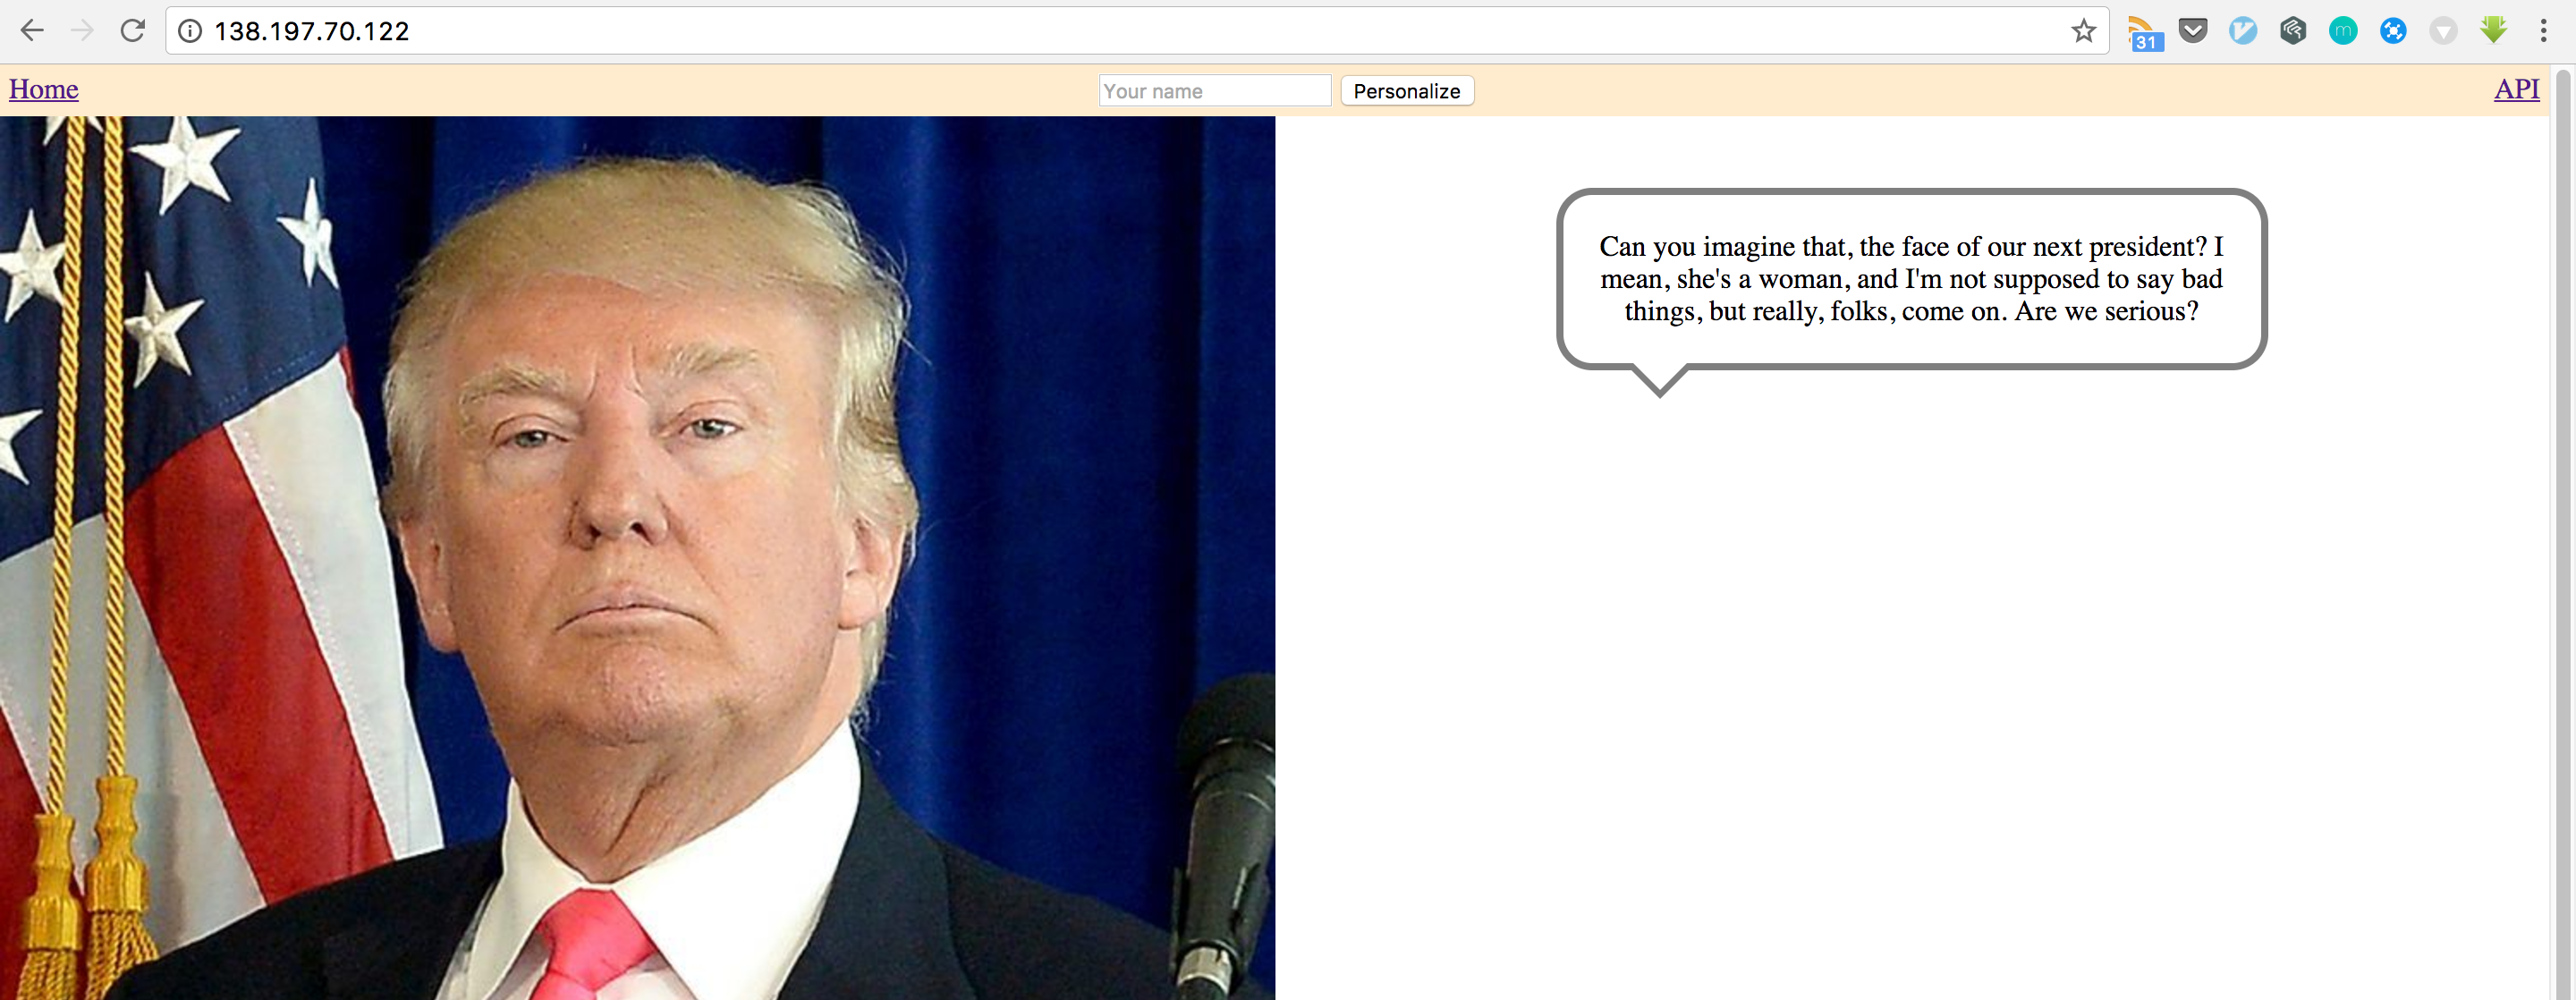 138.197.70.122
31
m
Home
Your name
Personalize
API
Can you imagine that, the face of our next president? I
mean, she's a woman, and I'm not supposed to say bad
things, but really, folks, come on. Are we serious?